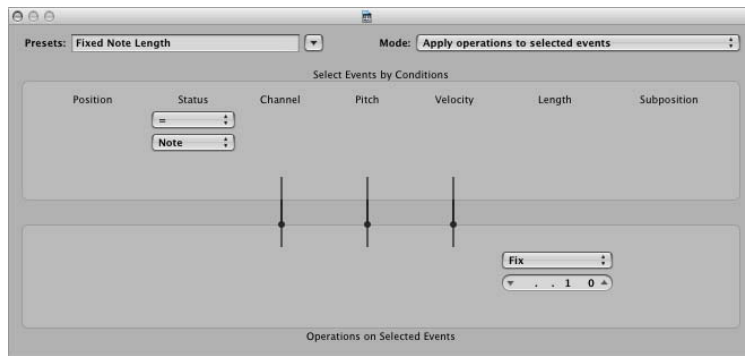 Presets: Fixed Note Length Mode: Apply operations to selected events
Select Events by Conditions
Position Status Channel Pitch Velocity Length Subposition
=
Note
Fix
. . 1 0
Operations on Selected Events